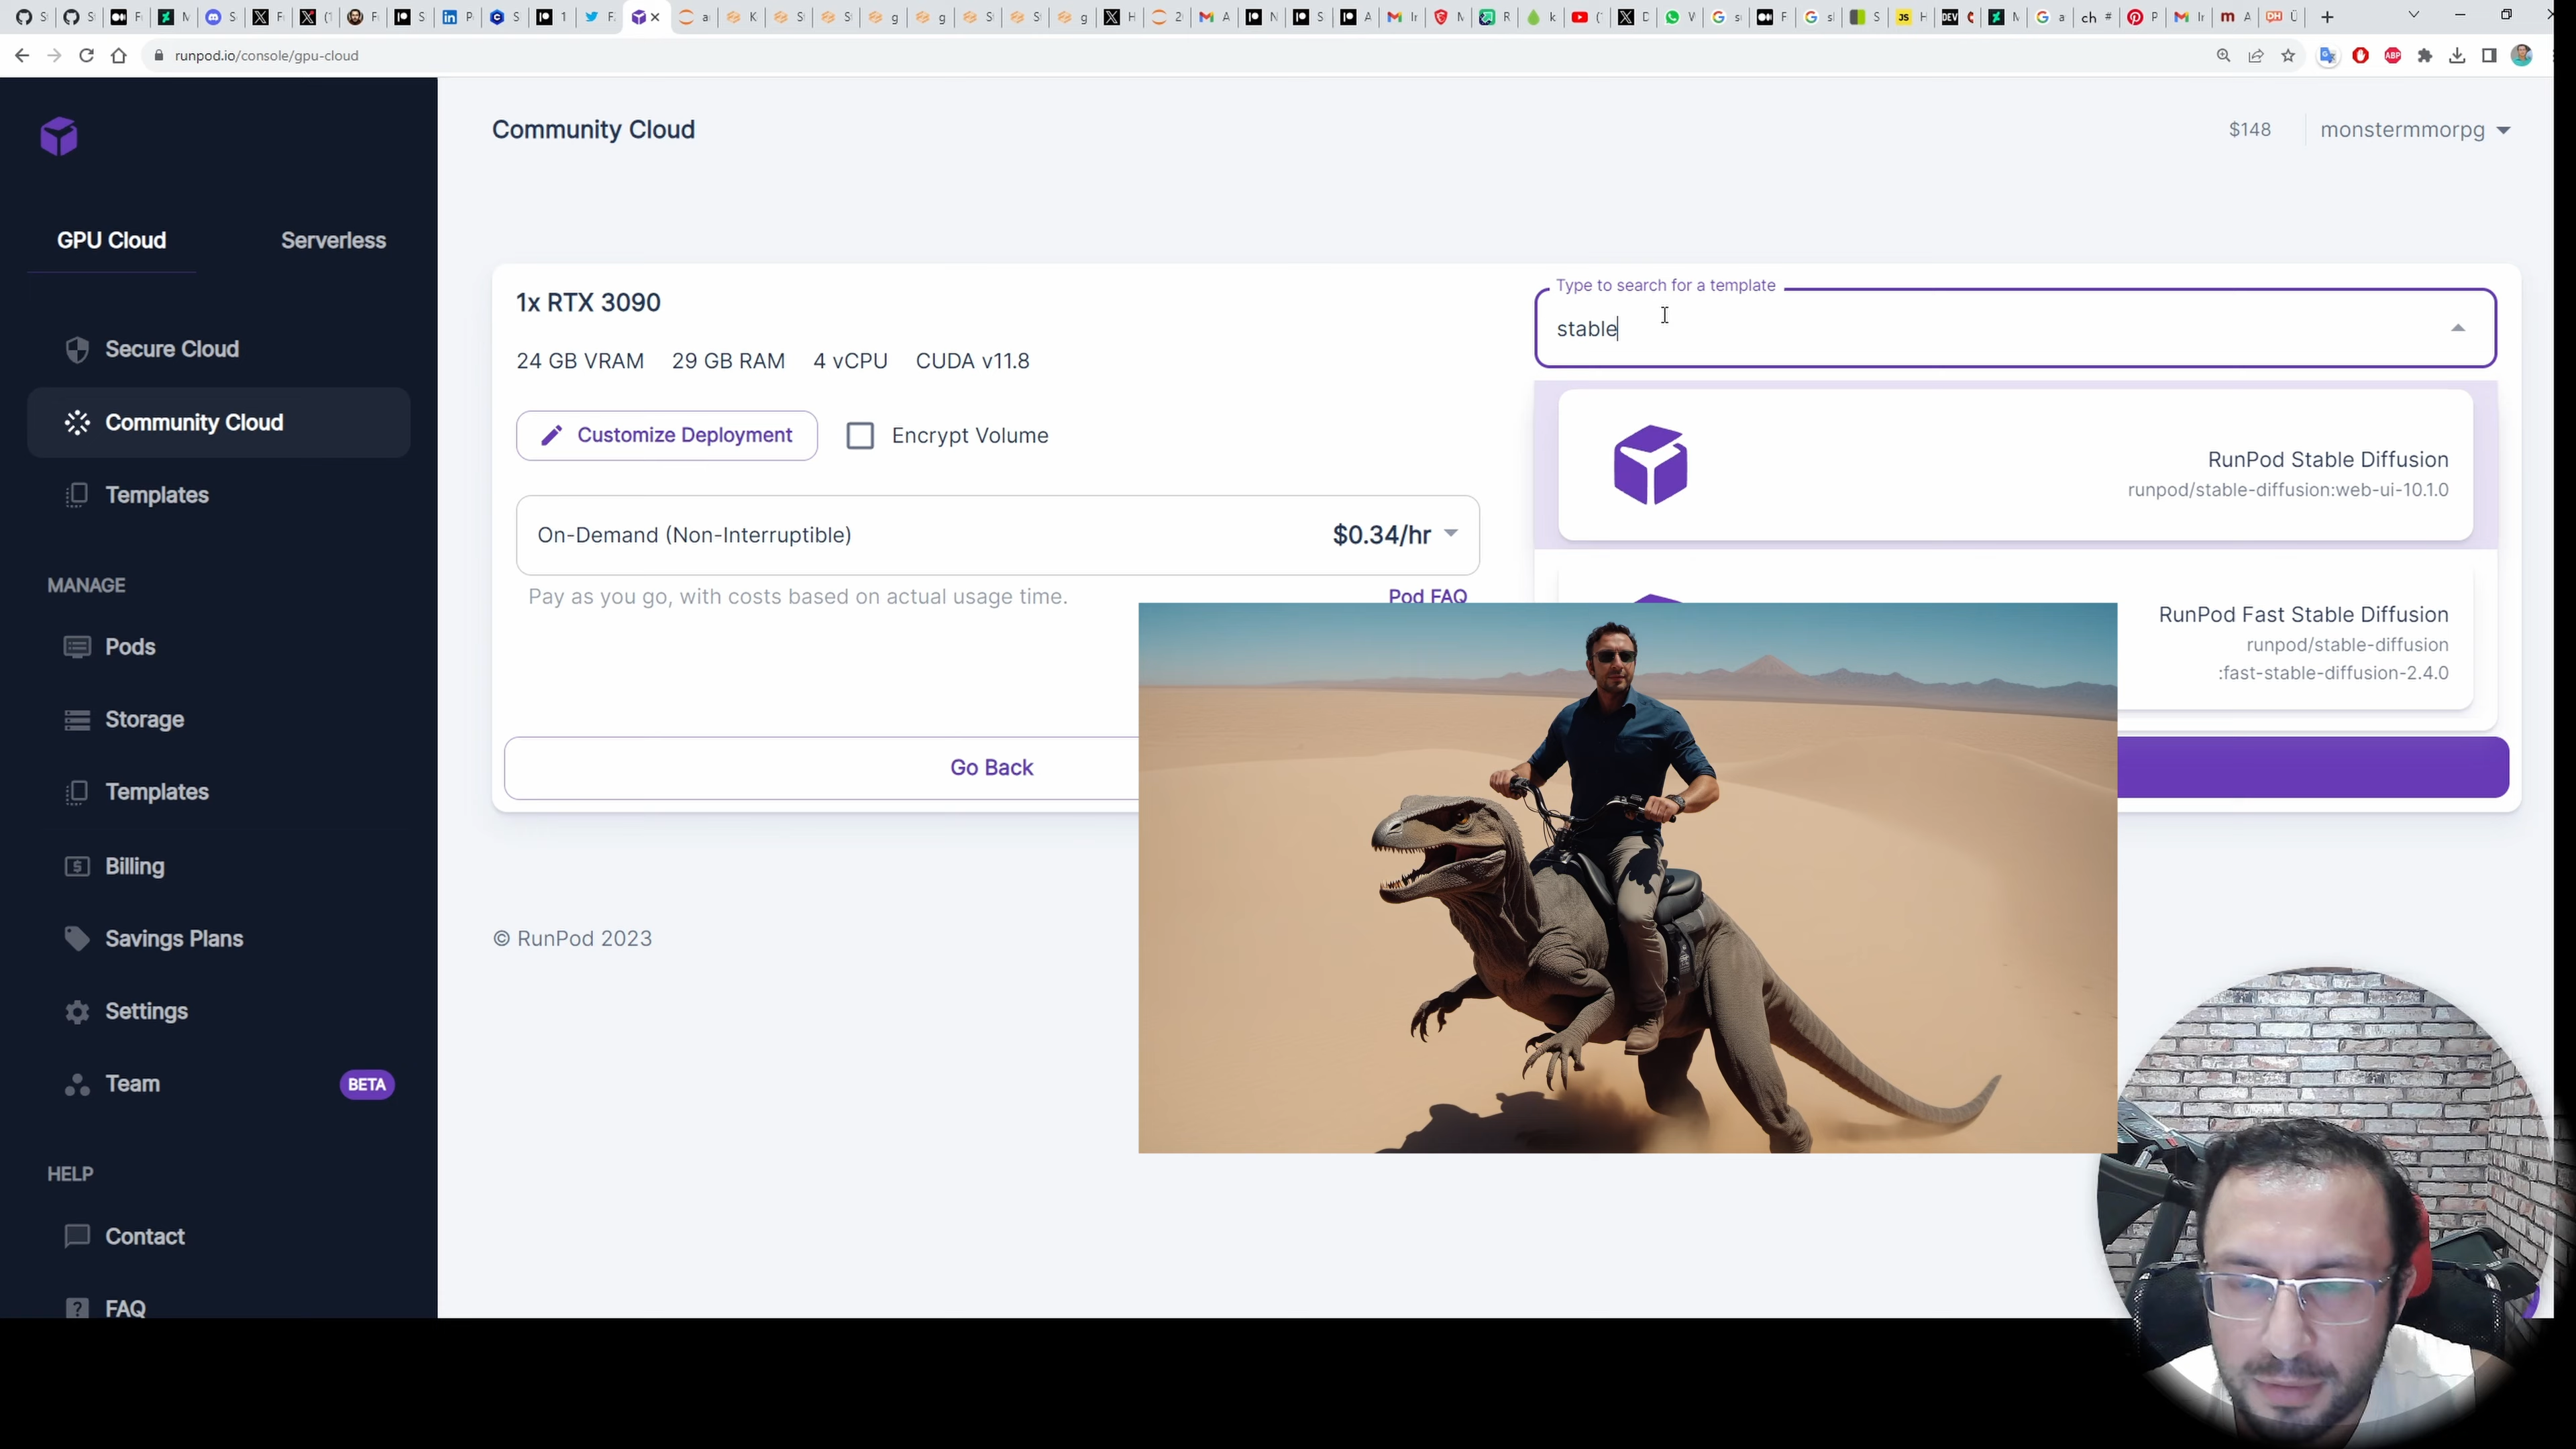 runpod.io/console/gpu-cloud
ABP
Community Cloud
$148
monstermmorpg
GPU Cloud
Serverless
Secure Cloud
Community Cloud
Templates
MANAGE
Pods
Storage
Templates
Billing
Savings Plans
Settings
Team
BETA
HELP
Contact
FAQ
1x RTX 3090
24 GB VRAM 29 GB RAM 4 vCPU CUDA v11.8
Customize Deployment
Encrypt Volume
On-Demand (Non-Interruptible)
$0.34/hr
Pay as you go, with costs based on actual usage time.
Pod FAQ
Go Back
Type to search for a template
stable
RunPod Stable Diffusion
runpod/stable-diffusion:web-ui-10.1.0
RunPod Fast Stable Diffusion
runpod/stable-diffusion
:fast-stable-diffusion-2.4.0
© RunPod 2023